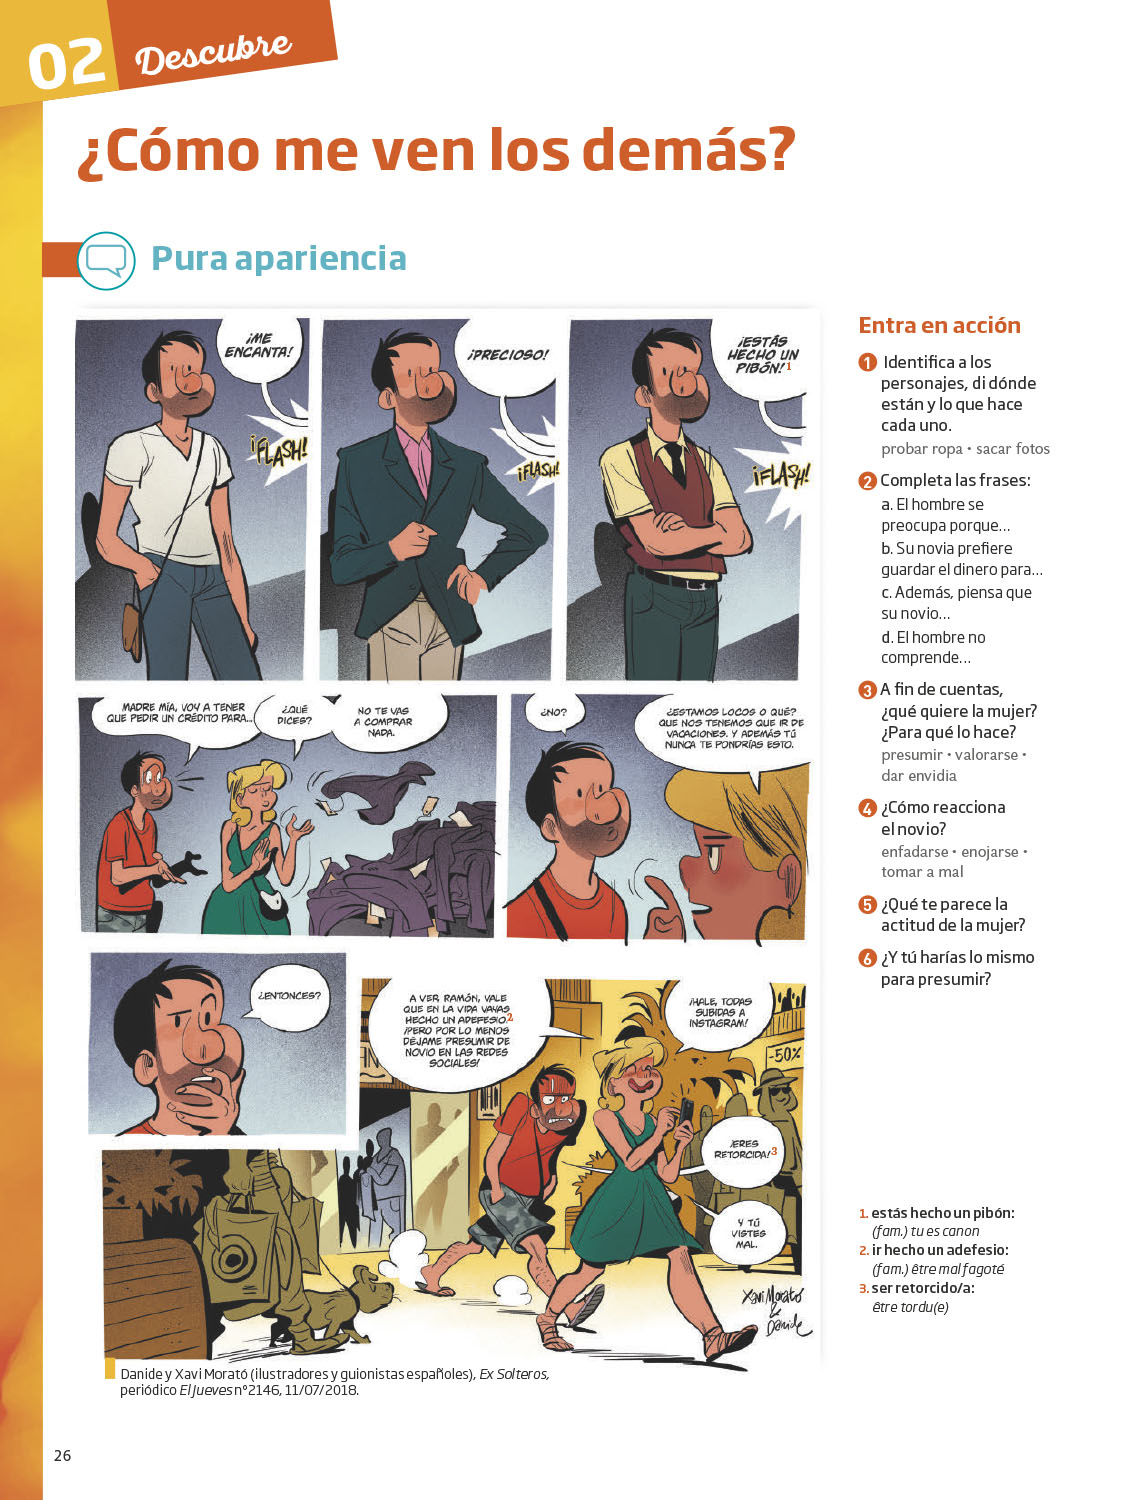 02 Descubre
¿Cómo me ven los demás?
Pura apariencia
¡ME
ENCANTA!
¡FLASH!
¡PRECIOSO!
¡FLASH!
¡ESTÁS
HECHO UN
PIBÓN!1
¡FLASH!
MADRE MÍA, VOY A TENER
QUE PEDIR UN CRÉDITO PARA...
¿QUÉ
DICES?
NO TE VAS
A COMPRAR
NADA.
¿NO?
¿ESTAMOS LOCOS O QUÉ?
QUE NOS TENEMOS QUE IR DE
VACACIONES. Y ADEMÁS TÚ
NUNCA TE PONDRÍAS ESTO.
¿ENTONCES?
A VER, RAMÓN, VALE
QUE EN LA VIDA VAYAS
HECHO UN ADEFESIO,2
¡PERO POR LO MENOS
DÉJAME PRESUMIR DE
NOVIO EN LAS REDES
SOCIALES!
¡HALE, TODAS
SUBIDAS A
INSTAGRAM!
-50%
¡ERES
RETORCIDA!3
Y TÚ
VISTES
MAL.
Xavi Morató
&
Danide
Danide y Xavi Morató (ilustradores y guionistas españoles), Ex Solteros,
periódico El Jueves n°2146, 11/07/2018.
Entra en acción
1 Identifica a los
personajes, di dónde
están y lo que hace
cada uno.
probar ropa • sacar fotos
2 Completa las frases:
a. El hombre se
preocupa porque...
b. Su novia prefiere
guardar el dinero para...
c. Además, piensa que
su novio...
d. El hombre no
comprende...
3 A fin de cuentas,
¿qué quiere la mujer?
¿Para qué lo hace?
presumir • valorarse •
dar envidia
4 ¿Cómo reacciona
el novio?
enfadarse • enojarse •
tomar a mal
5 ¿Qué te parece la
actitud de la mujer?
6 ¿Y tú harías lo mismo
para presumir?
1. estás hecho un pibón:
(fam.) tu es canon
2. ir hecho un adefesio:
(fam.) être mal fagoté
3. ser retorcido/a:
être tordu(e)
26